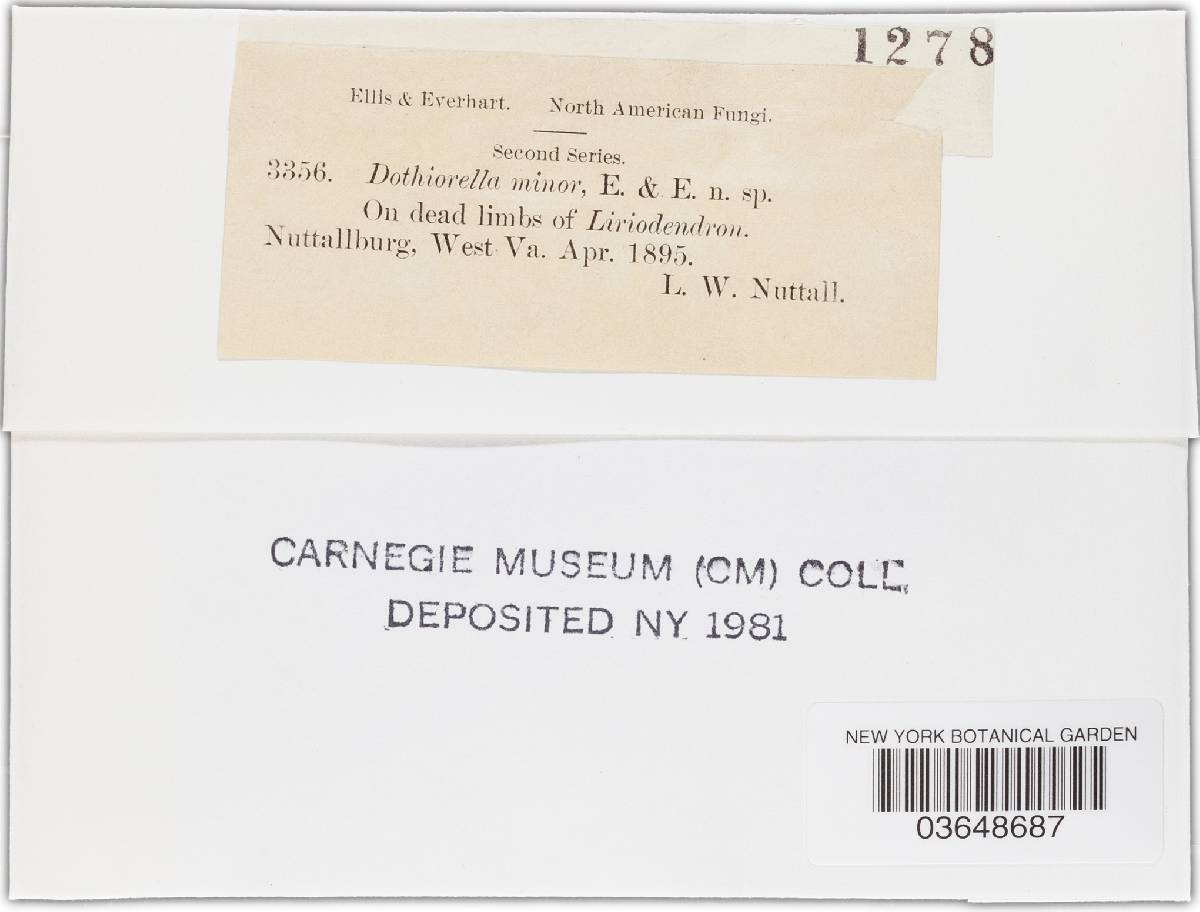 1278
Ellis & Everhart. North American Fungi.
Second Series.
3356. Dothiorella minor, E. & E. n. sp.
On dead limbs of Liriodendron.
Nuttallburg, West Va. Apr. 1895.
L. W. Nuttall.
CARNEGIE MUSEUM (CM) COLL.
DEPOSITED NY 1981
NEW YORK BOTANICAL GARDEN
03648687